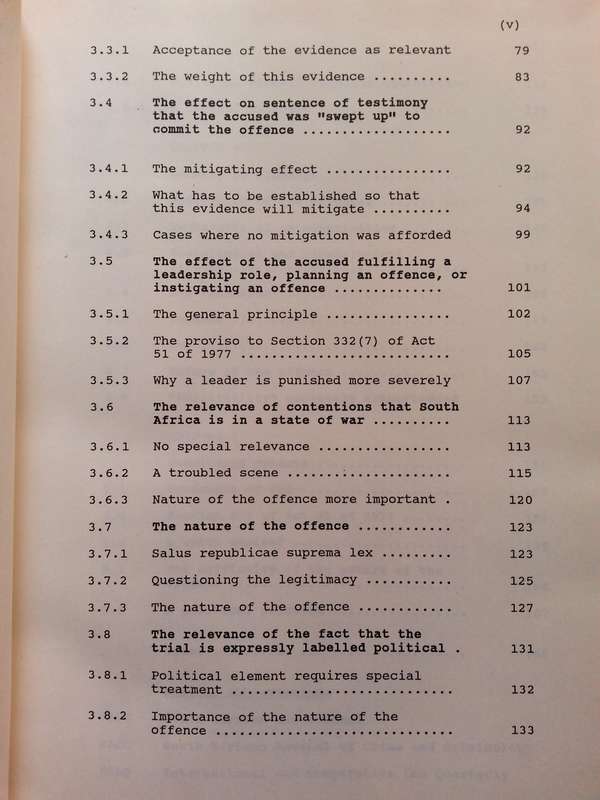 (v)
3.3.1 Acceptance of the evidence as relevant 79
3.3.2 The weight of this evidence .......... 83
3.4 The effect on sentence of testimony
that the accused was "swept up" to
commit the offence ................... 92
3.4.1 The mitigating effect ................ 92
3.4.2 What has to be established so that
this evidence will mitigate .......... 94
3.4.3 Cases where no mitigation was afforded 99
3.5 The effect of the accused fulfilling a
leadership role, planning an offence, or
instigating an offence .............. 101
3.5.1 The general principle ................ 102
3.5.2 The proviso to Section 332(7) of Act
51 of 1977 ........................... 105
3.5.3 Why a leader is punished more severely 107
3.6 The relevance of contentions that South
Africa is in a state of war .......... 113
3.6.1 No special relevance ................. 113
3.6.2 A troubled scene ..................... 115
3.6.3 Nature of the offence more important . 120
3.7 The nature of the offence ............ 123
3.7.1 Salus republicae suprema lex ......... 123
3.7.2 Questioning the legitimacy ........... 125
3.7.3 The nature of the offence ............ 127
3.8 The relevance of the fact that the
trial is expressly labelled political . 131
3.8.1 Political element requires special
treatment ............................ 132
3.8.2 Importance of the nature of the
offence ............................... 133